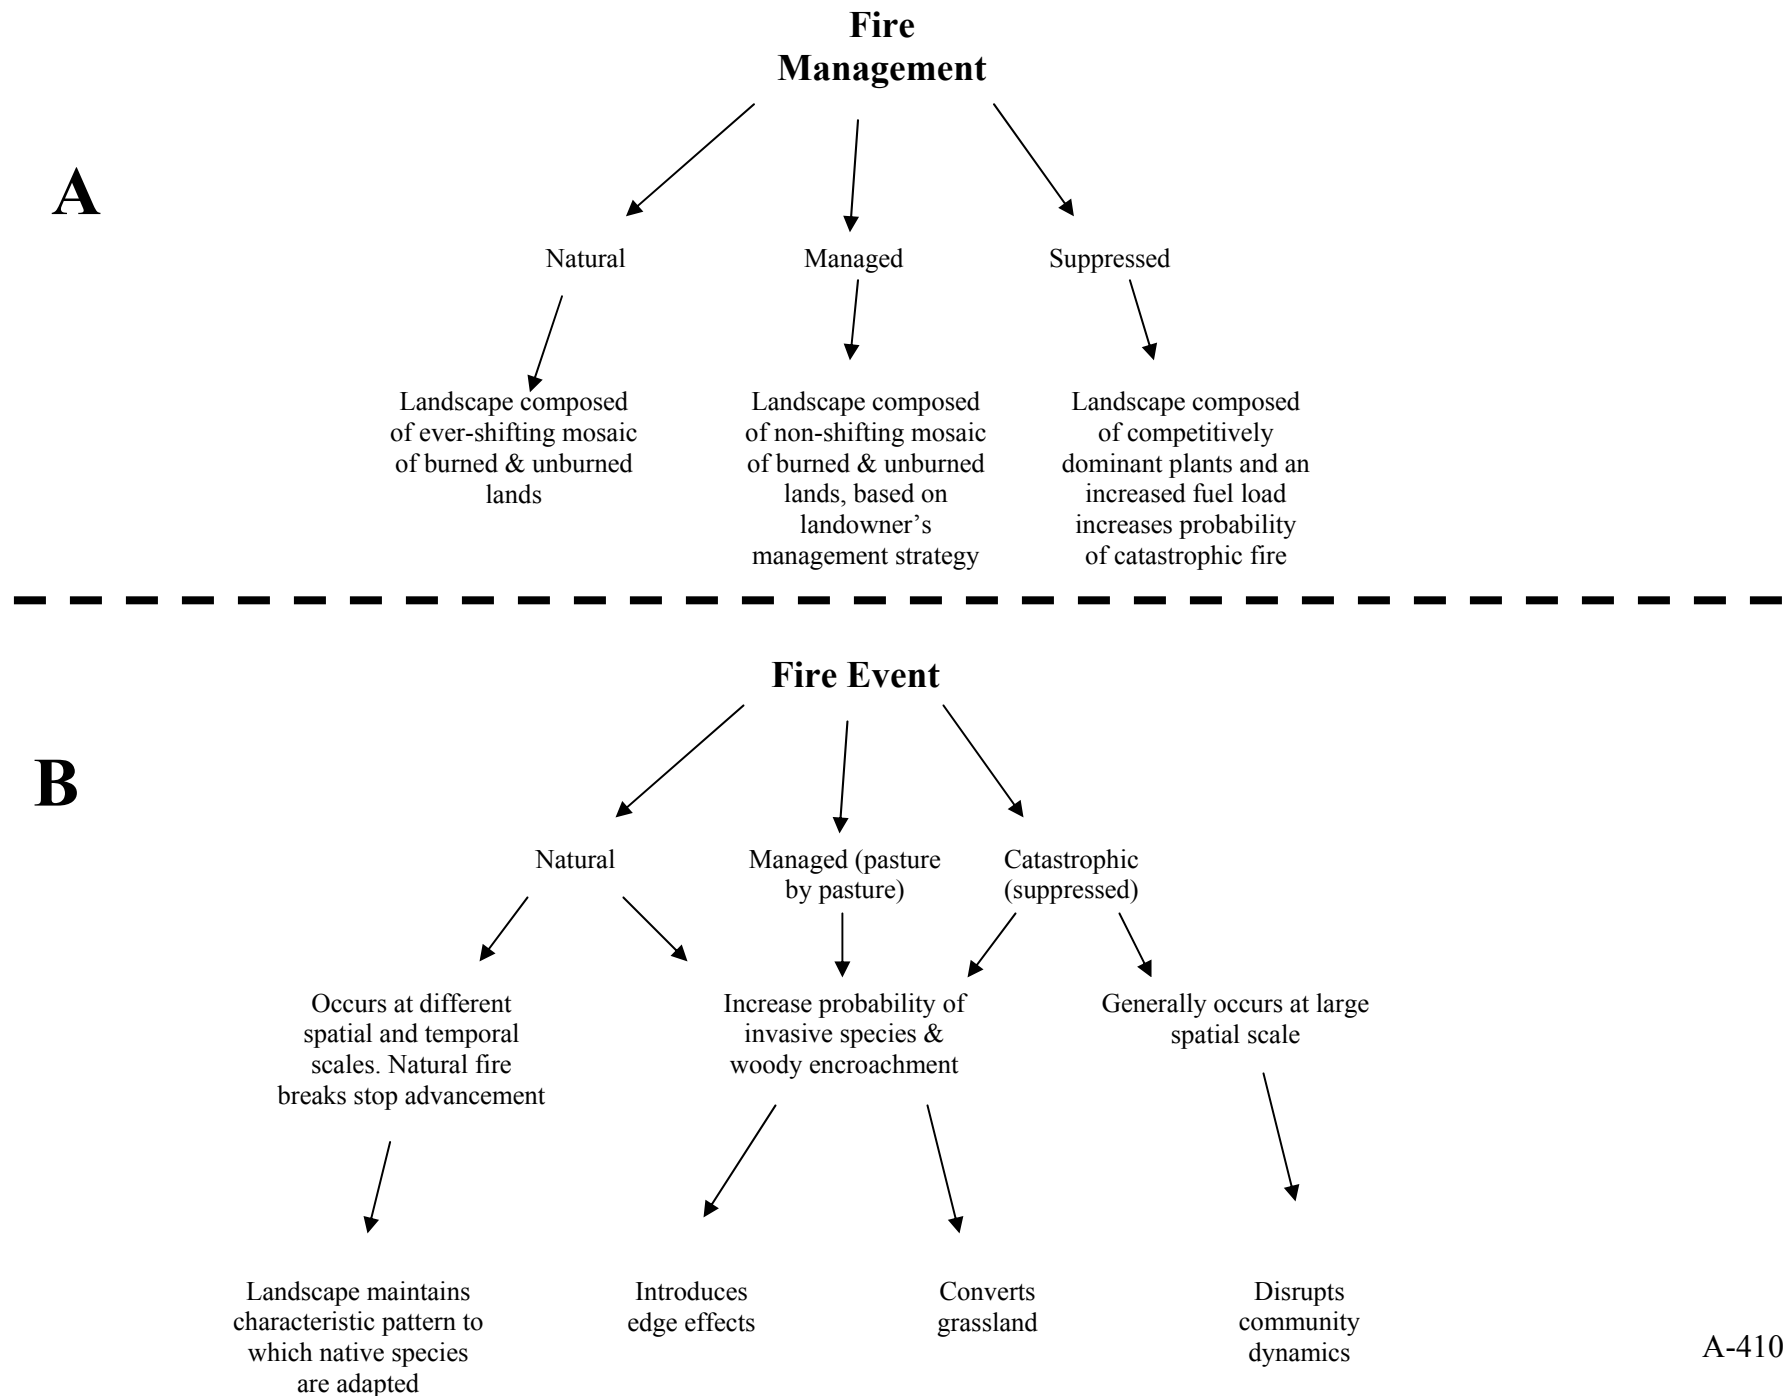 Fire
Management
A
Natural
Managed
Suppressed
Landscape composed
of ever-shifting mosaic
of burned & unburned
lands
Landscape composed
of non-shifting mosaic
of burned & unburned
lands, based on
landowner’s
management strategy
Landscape composed
of competitively
dominant plants and an
increased fuel load
increases probability
of catastrophic fire
Fire Event
B
Natural
Managed (pasture
by pasture)
Catastrophic
(suppressed)
Occurs at different
spatial and temporal
scales. Natural fire
breaks stop advancement
Increase probability of
invasive species &
woody encroachment
Generally occurs at large
spatial scale
Landscape maintains
characteristic pattern to
which native species
are adapted
Introduces
edge effects
Converts
grassland
Disrupts
community
dynamics
A-410